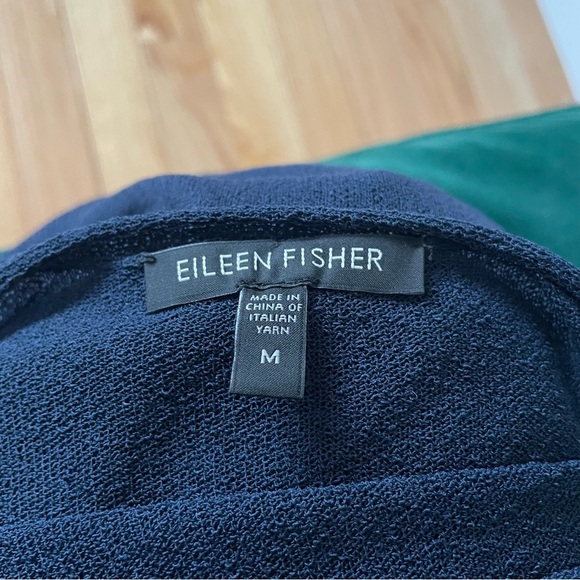 EILEEN FISHER
MADE IN
CHINA OF
ITALIAN
YARN
M